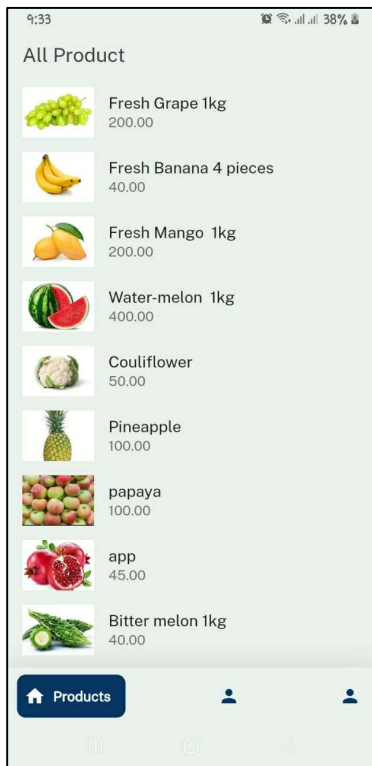 9:33
38%
All Product
Fresh Grape 1kg
200.00
Fresh Banana 4 pieces
40.00
Fresh Mango 1kg
200.00
Water-melon 1kg
400.00
Couliflower
50.00
Pineapple
100.00
papaya
100.00
app
45.00
Bitter melon 1kg
40.00
Products